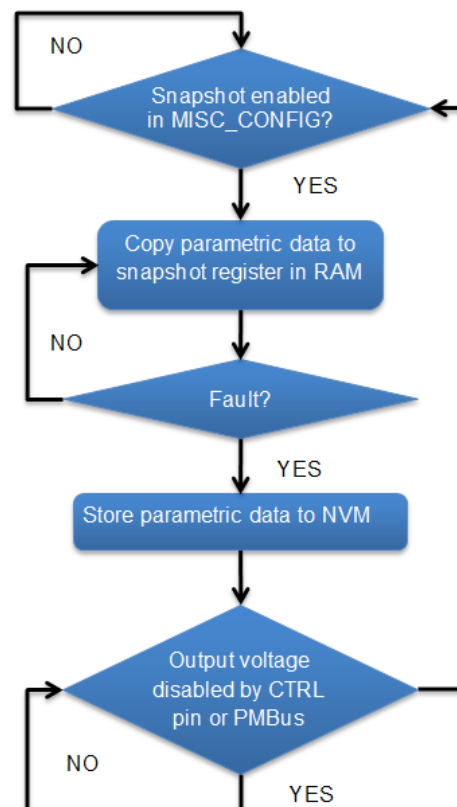 NO
Snapshot enabled
in MISC_CONFIG?
YES
Copy parametric data to
snapshot register in RAM
NO
Fault?
YES
Store parametric data to NVM
Output voltage
disabled by CTRL
pin or PMBus
NO
YES